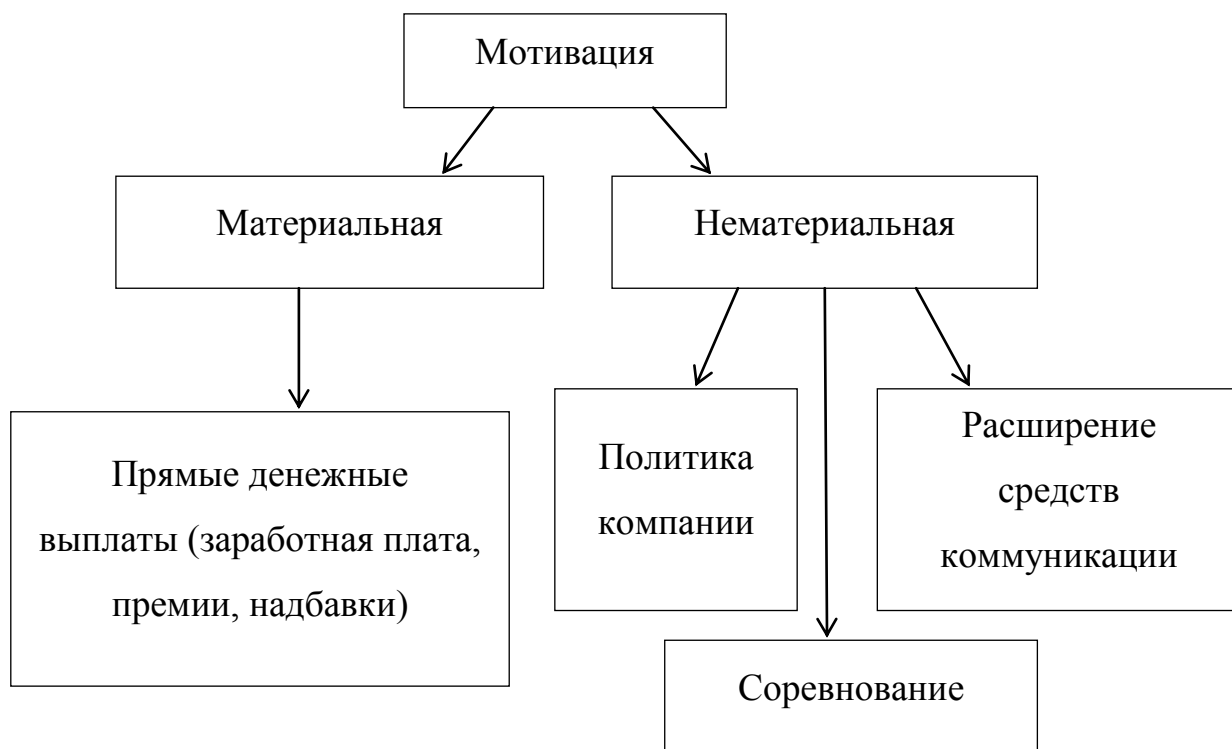 Мотивация
Материальная
Нематериальная
Прямые денежные
выплаты (заработная плата,
премии, надбавки)
Политика
компании
Расширение
средств
коммуникации
Соревнование